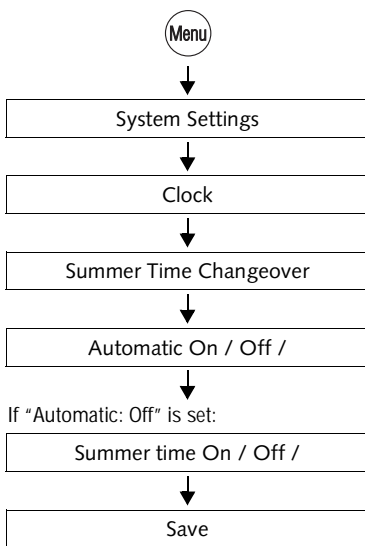 Menu
System Settings
Clock
Summer Time Changeover
Automatic On / Off /
If "Automatic: Off" is set:
Summer time On / Off /
Save